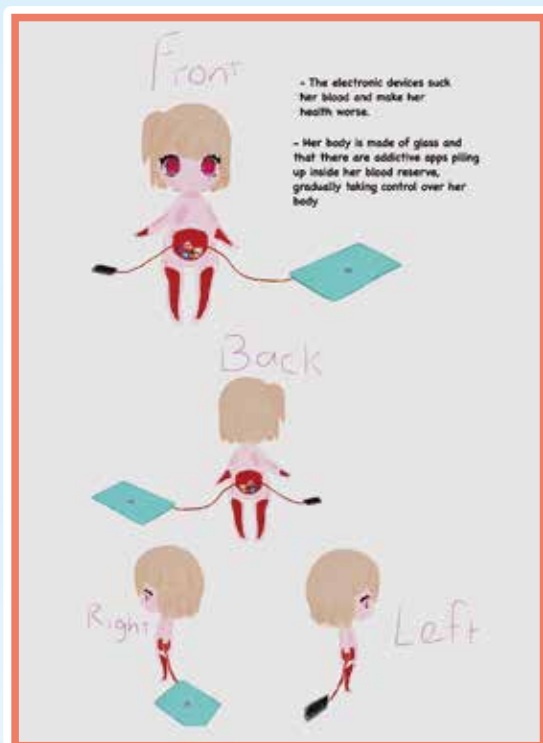 Front
- The electronic devices suck
her blood and make her
health worse.
- Her body is made of glass and
that there are addictive apps piling
up inside her blood reserve,
gradually taking control over her
body
Back
Right
Left